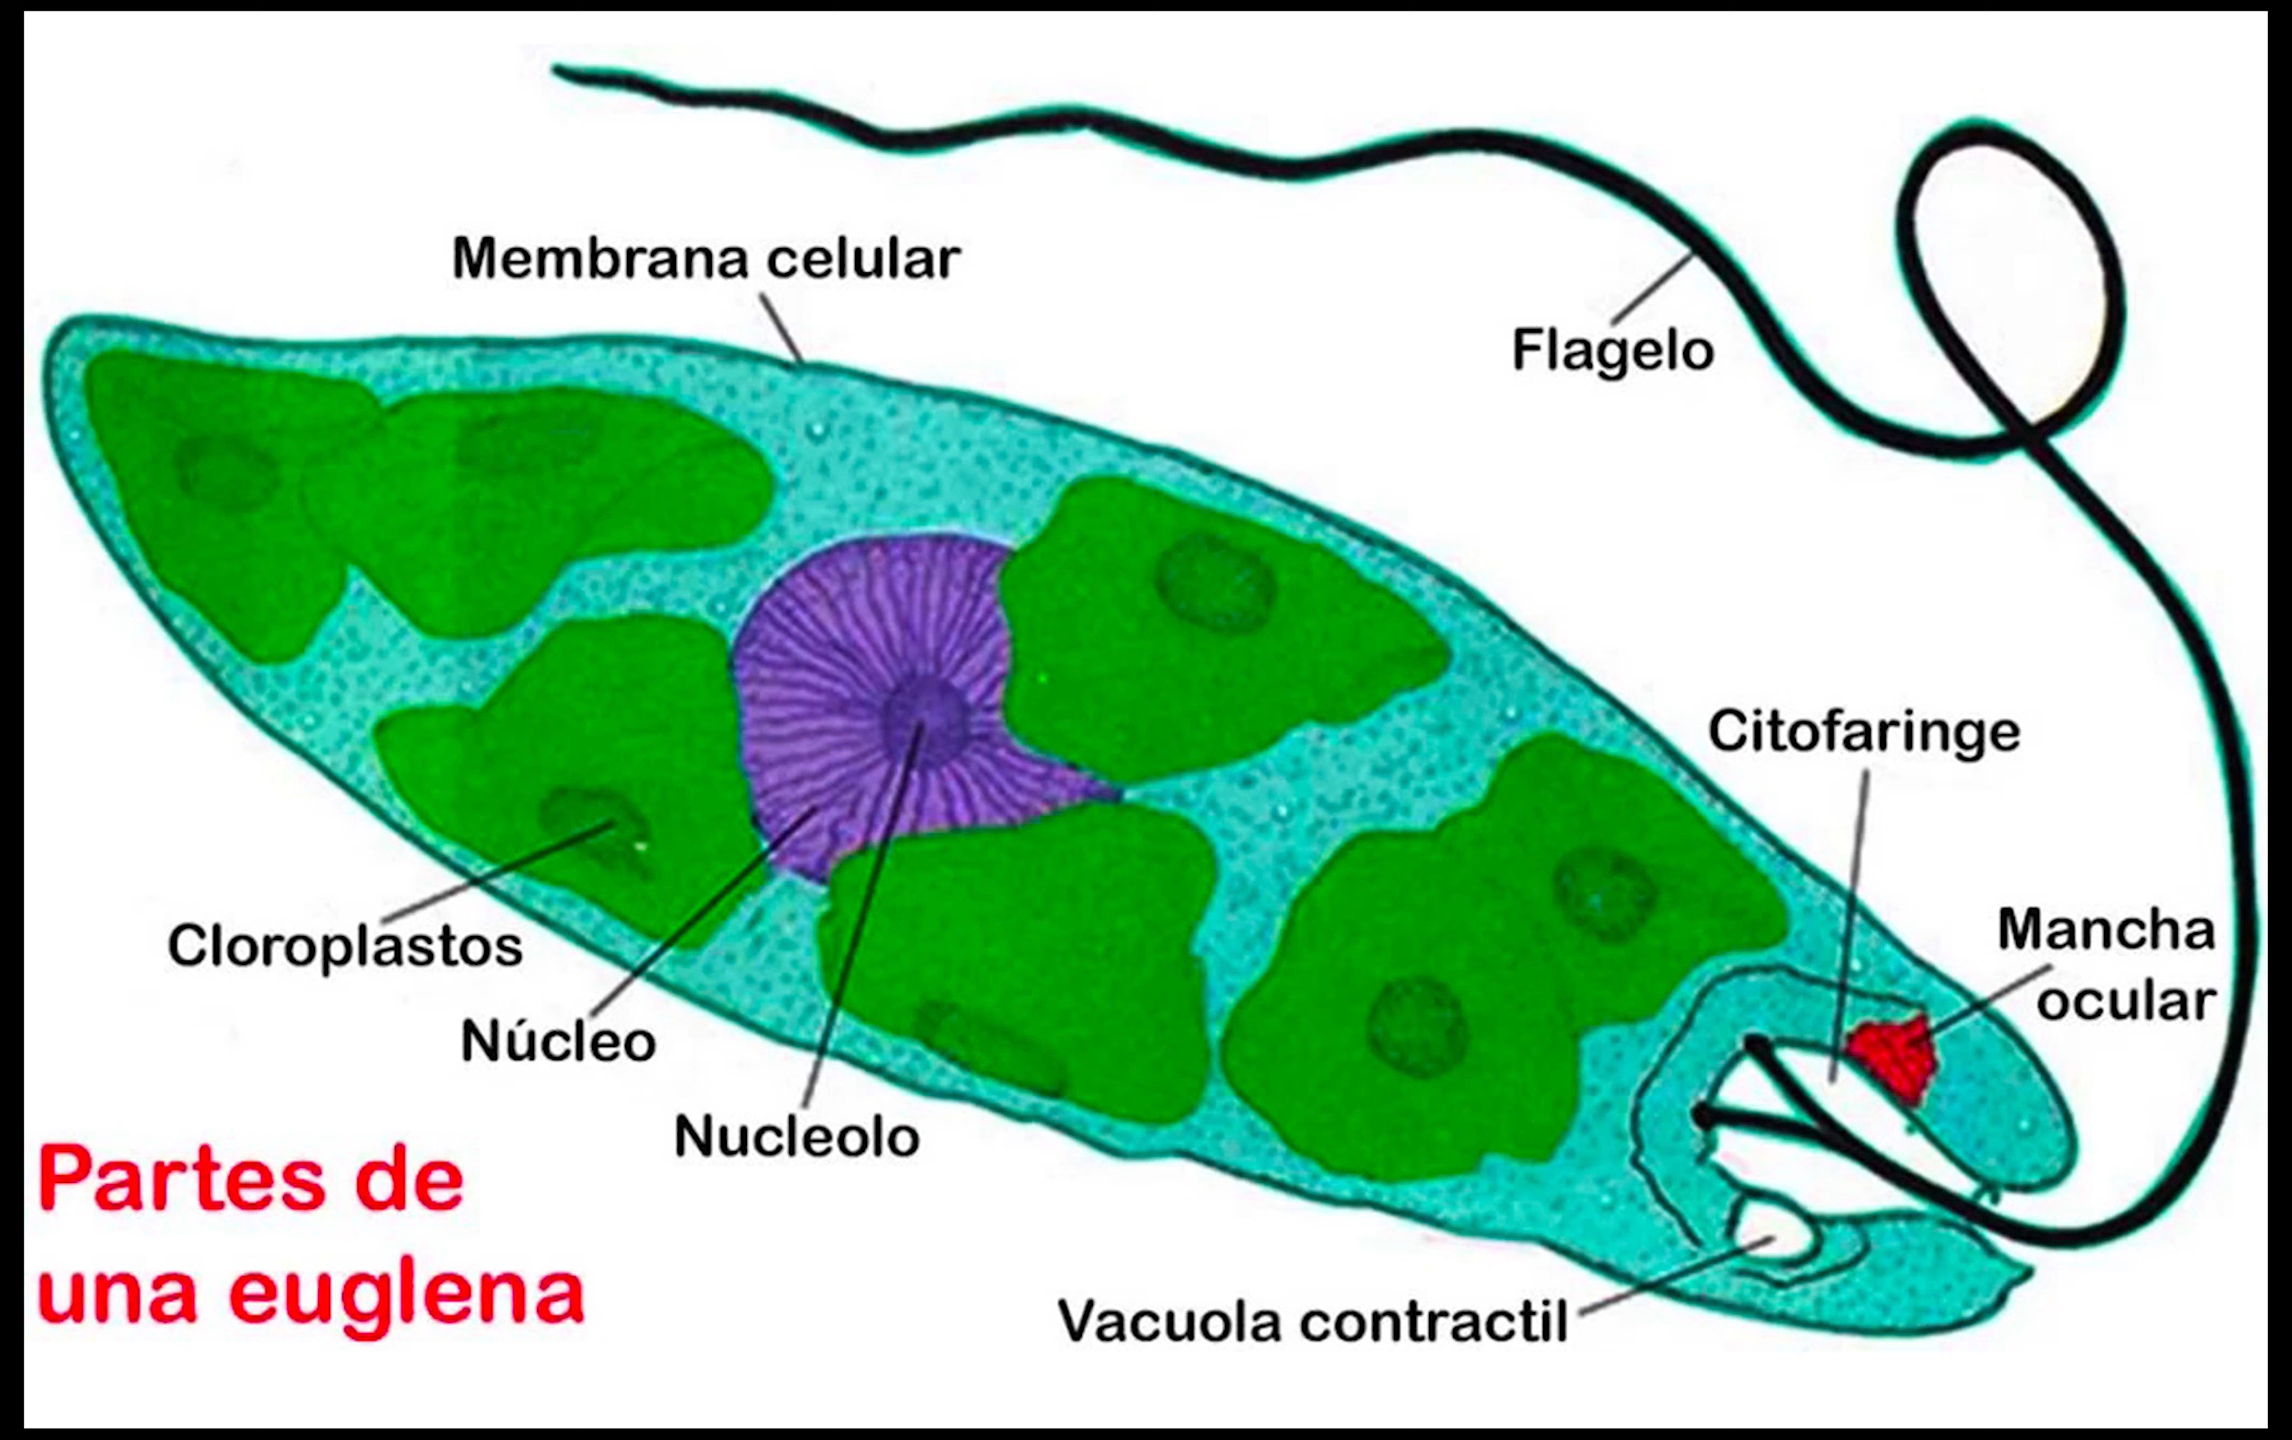 Membrana celular
Flagelo
Citofaringe
Mancha
ocular
Cloroplastos
Núcleo
Nucleolo
Partes de
una euglena
Vacuola contractil